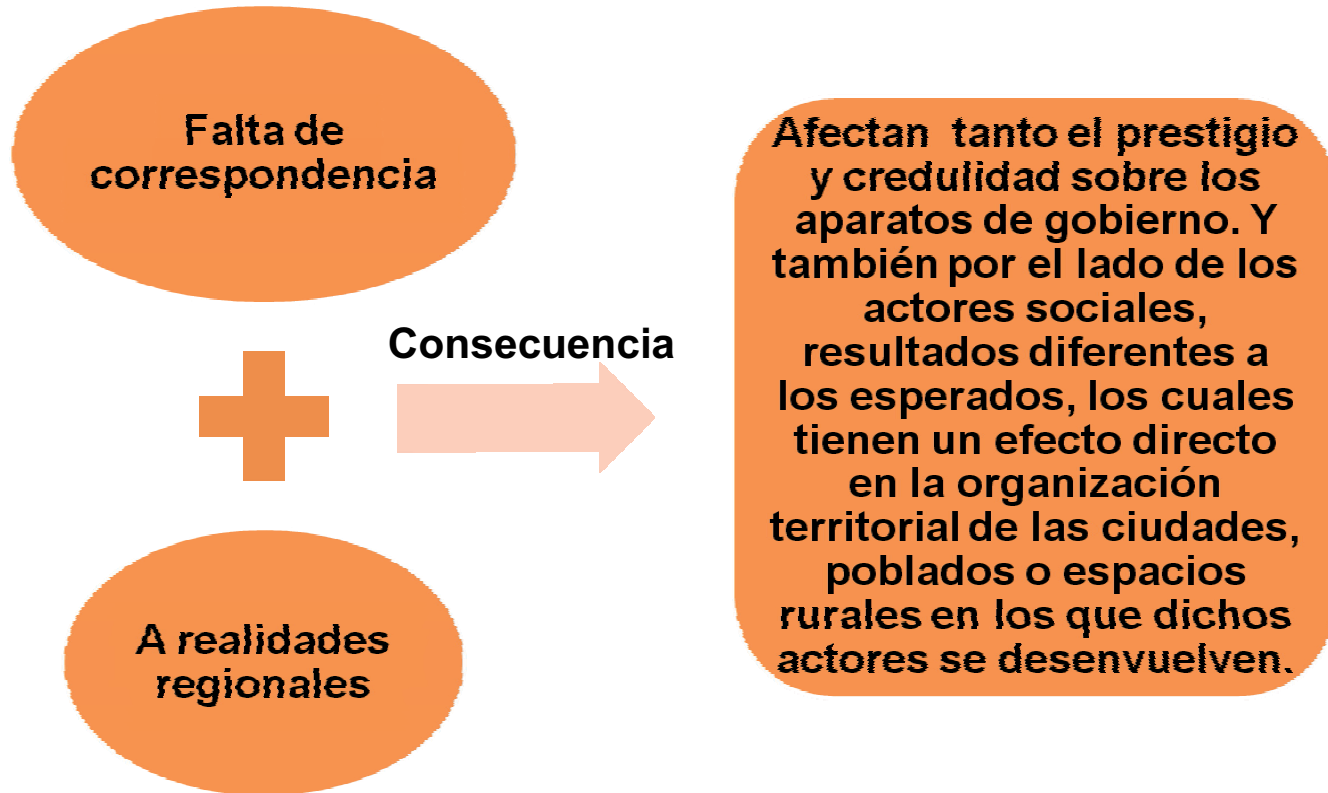 Falta de
correspondencia
Consecuencia
A realidades
regionales
Afectan tanto el prestigio
y credulidad sobre los
aparatos de gobierno. Y
también por el lado de los
actores sociales,
resultados diferentes a
los esperados, los cuales
tienen un efecto directo
en la organización
territorial de las ciudades,
poblados o espacios
rurales en los que dichos
actores se desenvuelven.